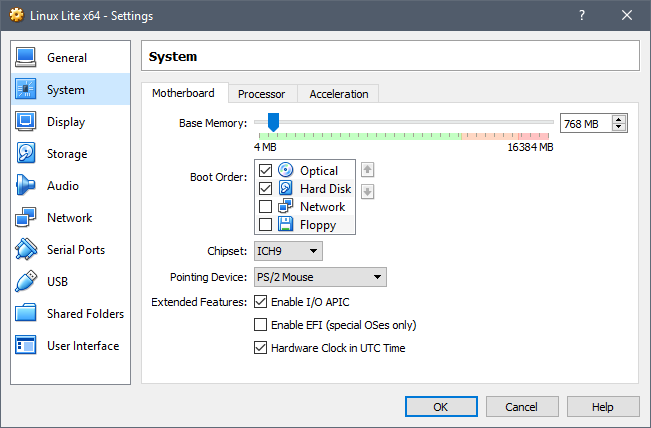 Linux Lite x64 - Settings
General
System
Display
Storage
Audio
Network
Serial Ports
USB
Shared Folders
User Interface
System
Motherboard Processor Acceleration
Base Memory: 768 MB
4 MB 16384 MB
Boot Order: Optical
Hard Disk
Network
Floppy
Chipset: ICH9
Pointing Device: PS/2 Mouse
Extended Features: Enable I/O APIC
Enable EFI (special OSes only)
Hardware Clock in UTC Time
OK Cancel Help